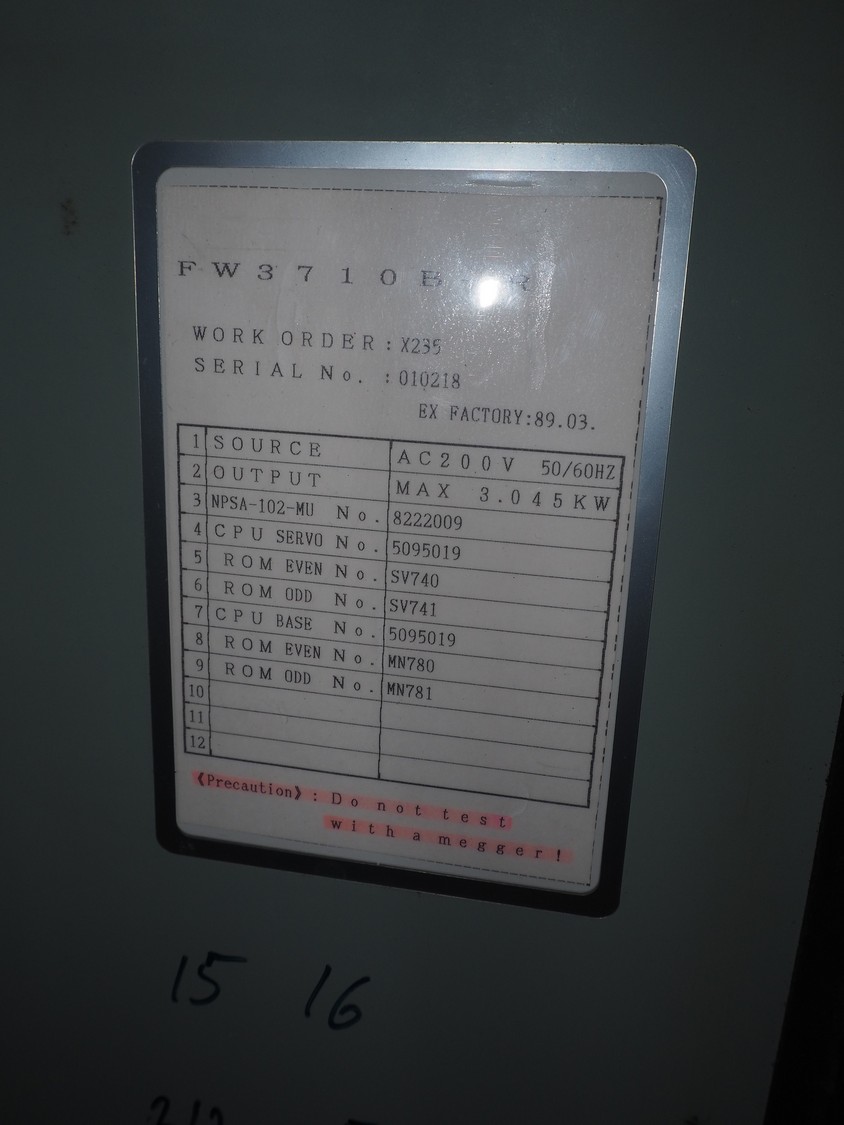 FW3710
WORK ORDER:X235
SERIAL No. :010218
EX FACTORY:89.03.
1 SOURCE AC200V 50/60HZ
2 OUTPUT MAX 3.045KW
3 NPSA-102-MU No. 8222009
4 CPU SERVO No. 5095019
5 ROM EVEN No. SV740
6 ROM ODD No. SV741
7 CPU BASE No. 5095019
8 ROM EVEN No. MN780
9 ROM ODD No. MN781
10
11
12
《Precaution》: Do not test
with a megger!
15 16